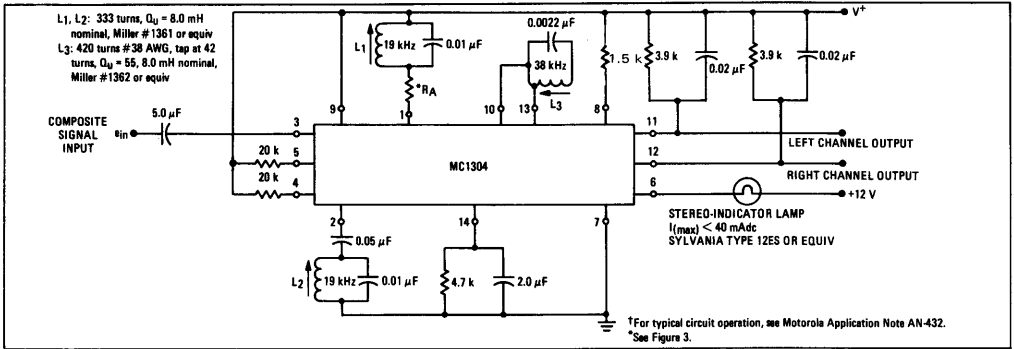 L1, L2: 333 turns, QU = 8.0 mH
nominal, Miller #1361 or equiv
L3: 420 turns #38 AWG, tap at 42
turns, QU = 55, 8.0 mH nominal,
Miller #1362 or equiv
V+
L1
19 kHz
0.01 µF
*RA
0.0022 µF
38 kHz
L3
1.5 k
3.9 k
0.02 µF
3.9 k
0.02 µF
9
1
10
13
8
5.0 µF
COMPOSITE
SIGNAL
INPUT
ein
3
5
4
20 k
20 k
MC1304
11
12
6
LEFT CHANNEL OUTPUT
RIGHT CHANNEL OUTPUT
+12 V
2
14
7
STEREO-INDICATOR LAMP
I(max) < 40 mAdc
SYLVANIA TYPE 12ES OR EQUIV
0.05 µF
L2
19 kHz
0.01 µF
4.7 k
2.0 µF
†For typical circuit operation, see Motorola Application Note AN-432.
*See Figure 3.